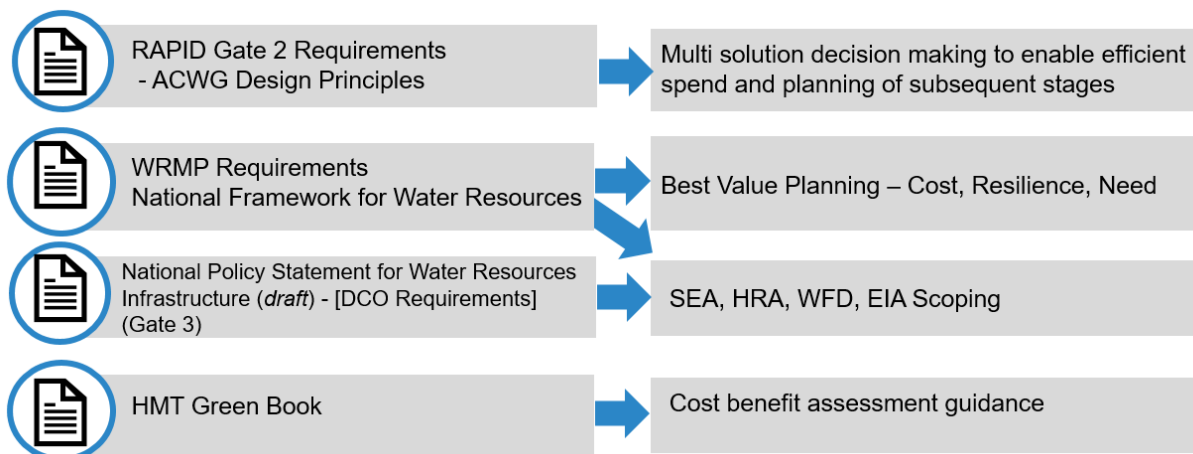 RAPID Gate 2 Requirements
- ACWG Design Principles
Multi solution decision making to enable efficient
spend and planning of subsequent stages
WRMP Requirements
National Framework for Water Resources
Best Value Planning – Cost, Resilience, Need
National Policy Statement for Water Resources
Infrastructure (draft) - [DCO Requirements]
(Gate 3)
SEA, HRA, WFD, EIA Scoping
HMT Green Book
Cost benefit assessment guidance